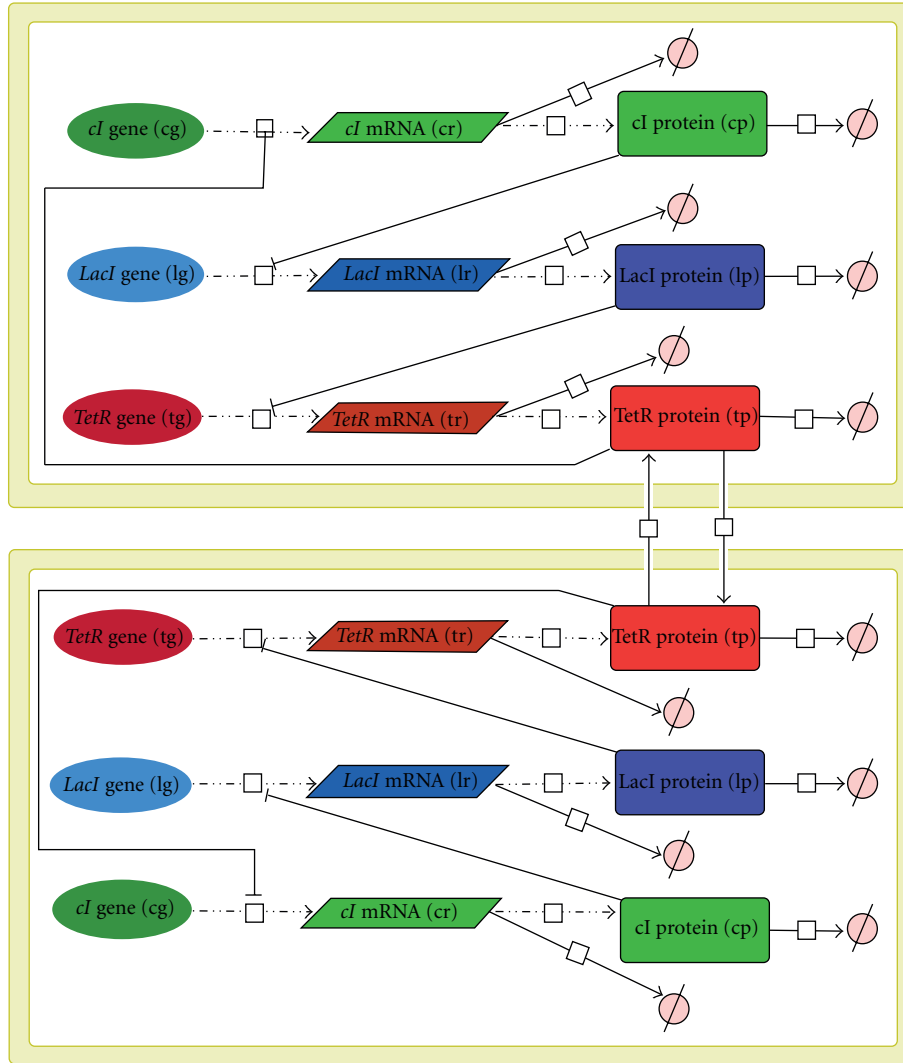 cI gene (cg)
cI mRNA (cr)
cI protein (cp)
LacI gene (lg)
LacI mRNA (lr)
LacI protein (lp)
TetR gene (tg)
TetR mRNA (tr)
TetR protein (tp)
TetR gene (tg)
TetR mRNA (tr)
TetR protein (tp)
LacI gene (lg)
LacI mRNA (lr)
LacI protein (lp)
cI gene (cg)
cI mRNA (cr)
cI protein (cp)